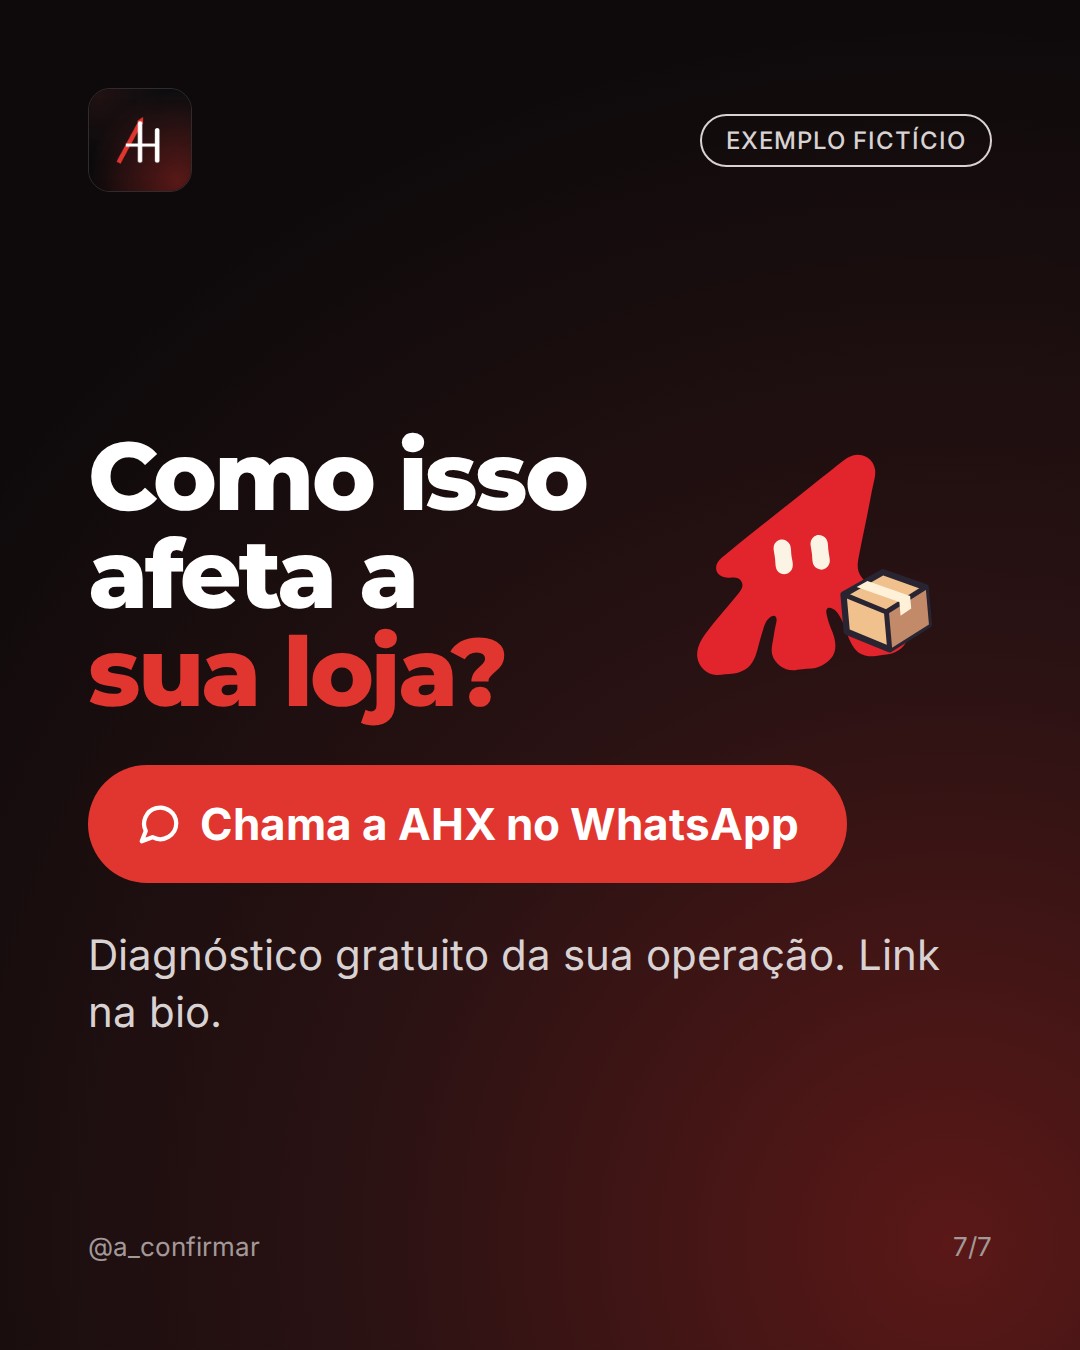 AH
EXEMPLO FICTÍCIO
Como isso
afeta a
sua loja?
Chama a AHX no WhatsApp
Diagnóstico gratuito da sua operação. Link
na bio.
@a_confirmar
7/7